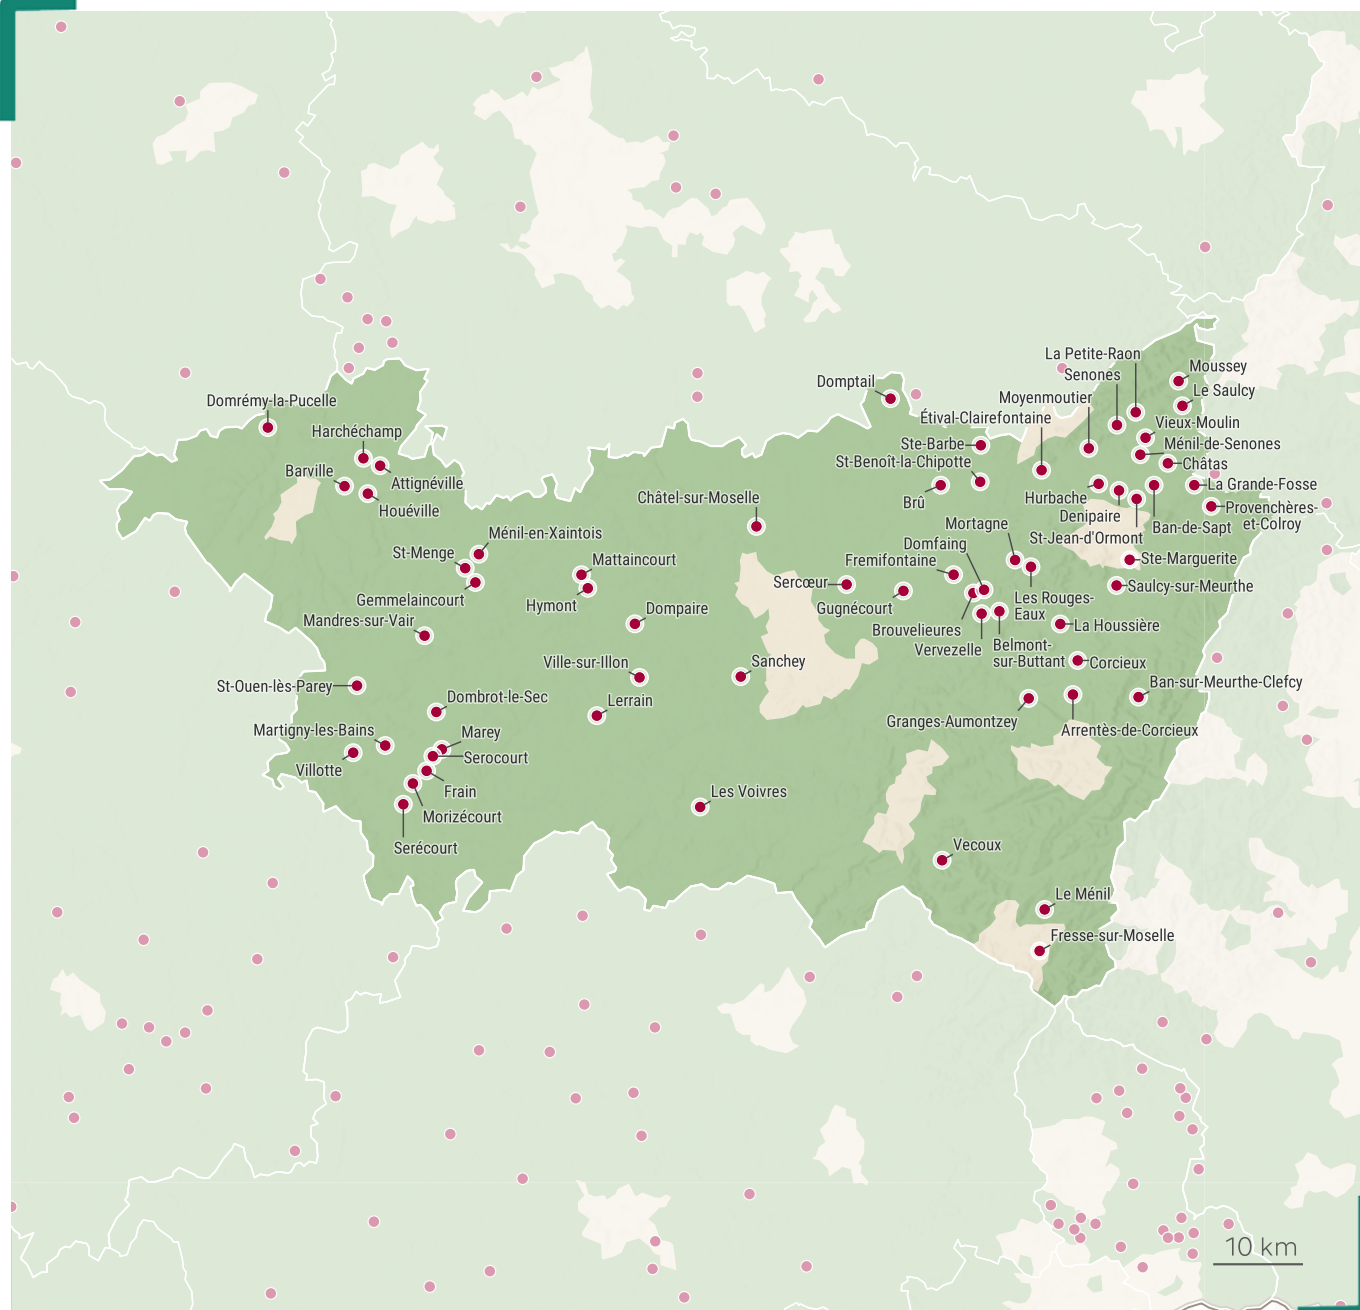 La Petite-Raon
Moussey
Senones
Domptail
Le Saulcy
Moyenmoutier
Domrémy-la-Pucelle
Étival-Clairefontaine
Vieux-Moulin
Harchéchamp
Ste-Barbe
Ménil-de-Senones
St-Benoît-la-Chipotte
Châtas
Barville
Attignéville
La Grande-Fosse
Châtel-sur-Moselle
Hurbache
Brû
Houéville
Provenchères-
et-Colroy
Denipaire
Mortagne
Ban-de-Sapt
Ménil-en-Xaintois
St-Jean-d'Ormont
Domfaing
St-Menge
Mattaincourt
Fremifontaine
Ste-Marguerite
Sercœur
Saulcy-sur-Meurthe
Gemmelaincourt
Hymont
Dompaire
Gugnécourt
Les Rouges-
Eaux
Mandres-sur-Vair
La Houssière
Brouvelieures
Vervezelle
Belmont-
sur-Buttant
Ville-sur-Illon
Sanchey
Corcieux
St-Ouen-lès-Parey
Ban-sur-Meurthe-Clefcy
Dombrot-le-Sec
Lerrain
Granges-Aumontzey
Martigny-les-Bains
Marey
Arrentès-de-Corcieux
Serocourt
Villotte
Frain
Les Voivres
Morizécourt
Serécourt
Vecoux
Le Ménil
Fresse-sur-Moselle
10 km